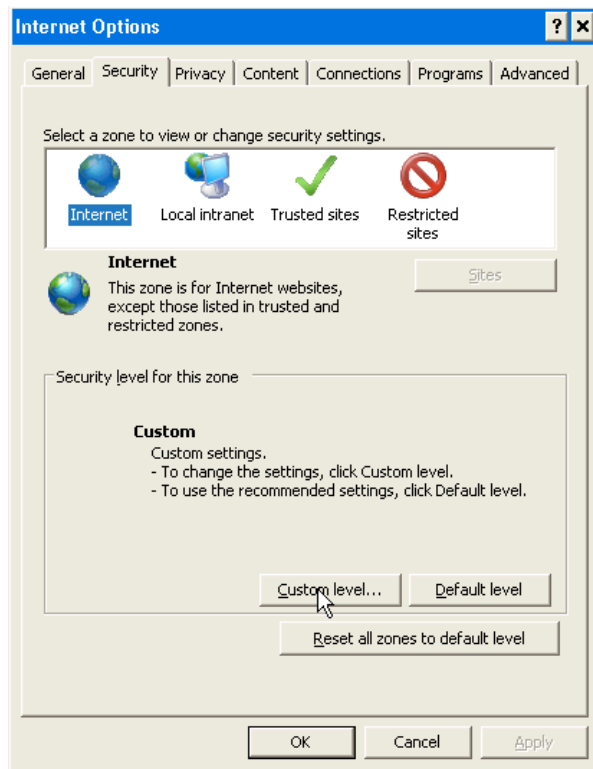 Internet Options
General Security Privacy Content Connections Programs Advanced
Select a zone to view or change security settings.
Internet Local intranet Trusted sites Restricted sites
Internet
This zone is for Internet websites,
except those listed in trusted and
restricted zones.
Sites
Security level for this zone
Custom
Custom settings.
- To change the settings, click Custom level.
- To use the recommended settings, click Default level.
Custom level... Default level
Reset all zones to default level
OK Cancel Apply